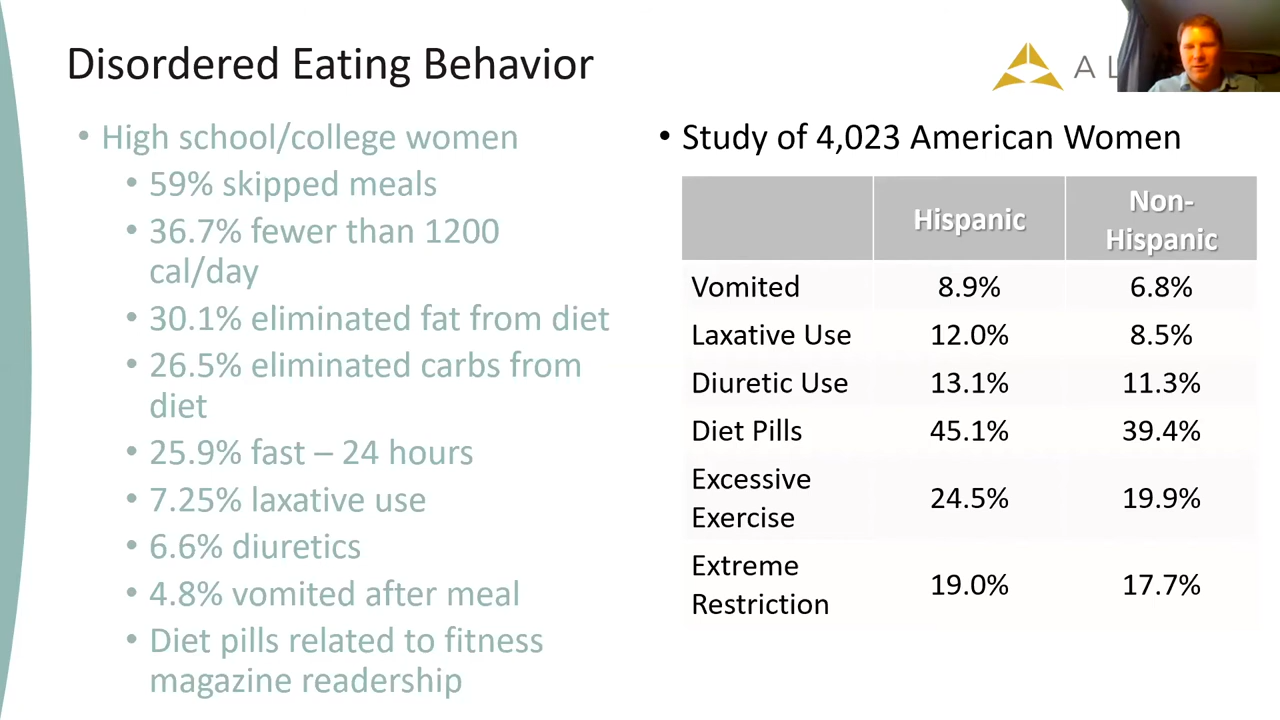 Disordered Eating Behavior
A L
• High school/college women
• 59% skipped meals
• 36.7% fewer than 1200
cal/day
• 30.1% eliminated fat from diet
• 26.5% eliminated carbs from
diet
• 25.9% fast – 24 hours
• 7.25% laxative use
• 6.6% diuretics
• 4.8% vomited after meal
• Diet pills related to fitness
magazine readership
• Study of 4,023 American Women
Hispanic Non-
Hispanic
Vomited 8.9% 6.8%
Laxative Use 12.0% 8.5%
Diuretic Use 13.1% 11.3%
Diet Pills 45.1% 39.4%
Excessive
Exercise 24.5% 19.9%
Extreme
Restriction 19.0% 17.7%